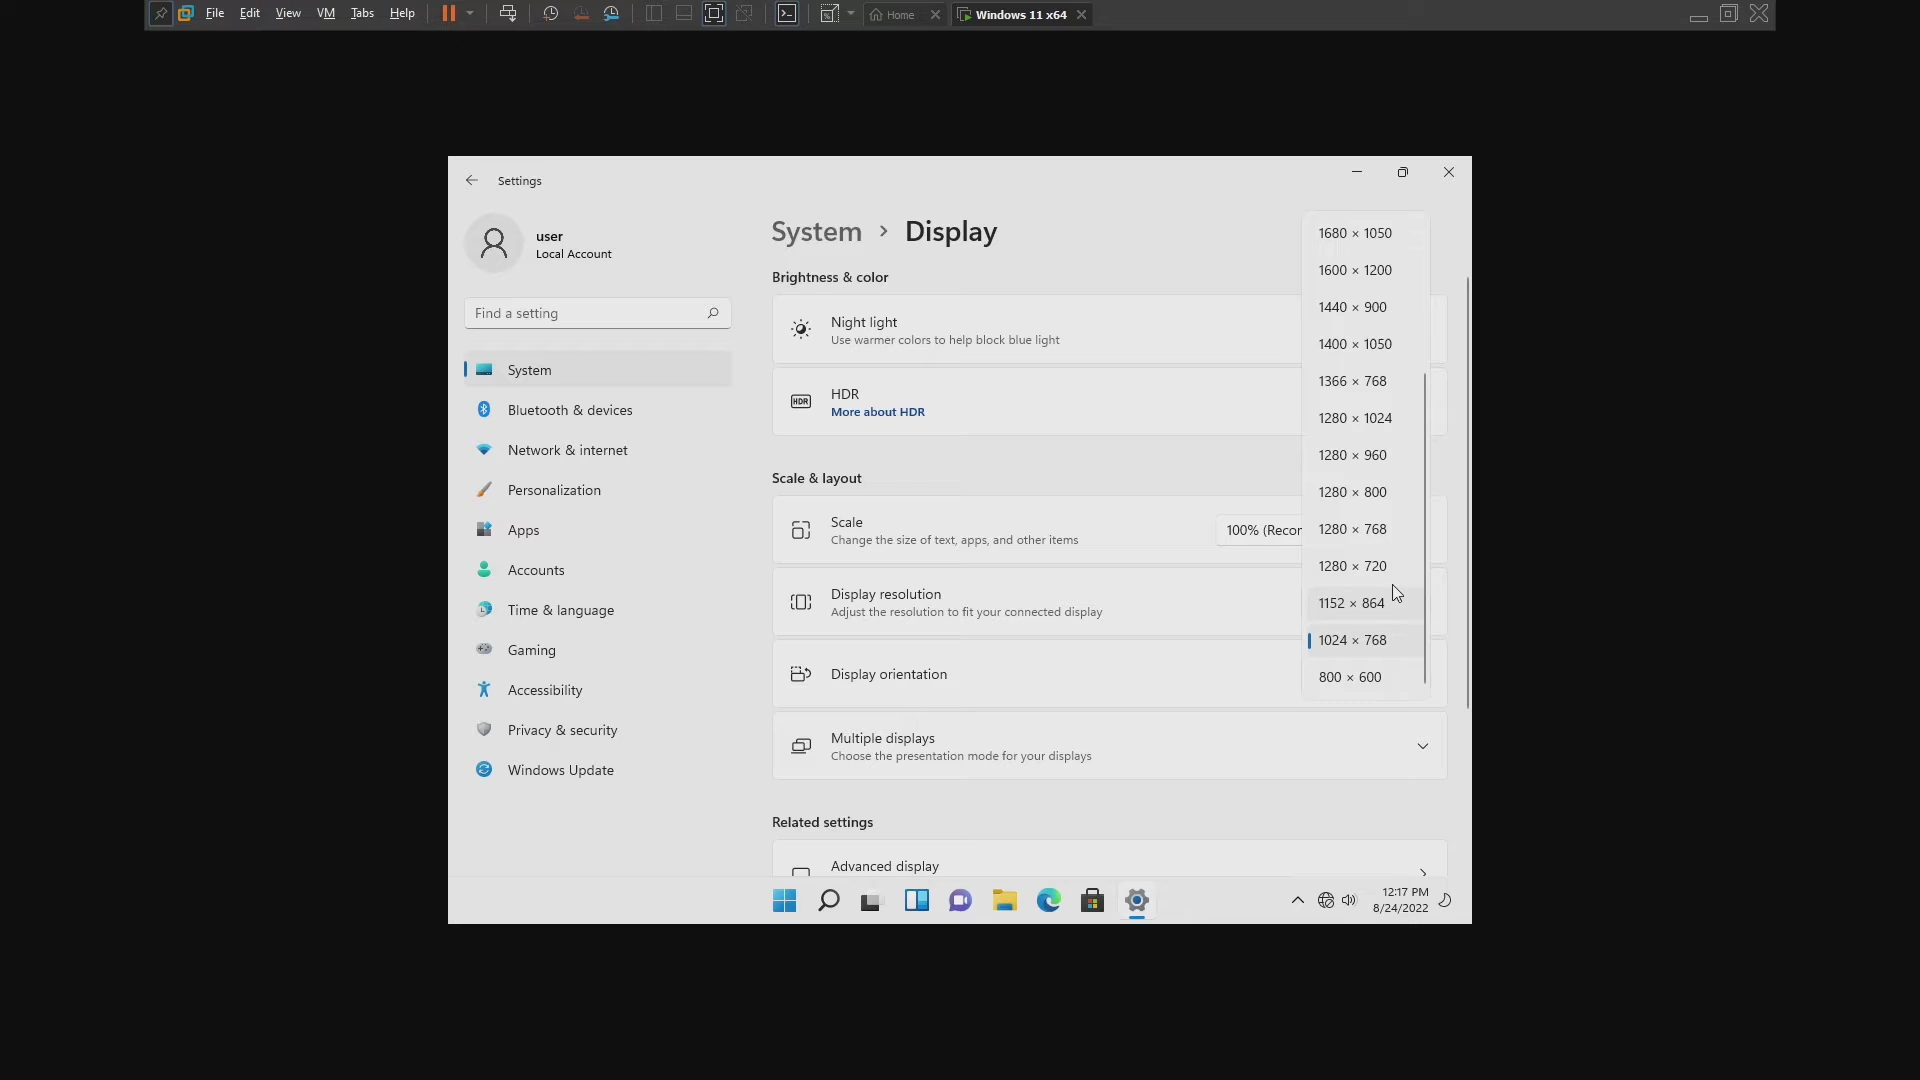 File Edit View VM Tabs Help Home Windows 11 x64
Settings
user
Local Account
Find a setting
System
Bluetooth & devices
Network & internet
Personalization
Apps
Accounts
Time & language
Gaming
Accessibility
Privacy & security
Windows Update
System > Display
Brightness & color
Night light
Use warmer colors to help block blue light
HDR
HDR
More about HDR
Scale & layout
Scale
Change the size of text, apps, and other items
100% (Recor
Display resolution
Adjust the resolution to fit your connected display
Display orientation
Multiple displays
Choose the presentation mode for your displays
Related settings
Advanced display
1680 × 1050
1600 × 1200
1440 × 900
1400 × 1050
1366 × 768
1280 × 1024
1280 × 960
1280 × 800
1280 × 768
1280 × 720
1152 × 864
1024 × 768
800 × 600
12:17 PM
8/24/2022